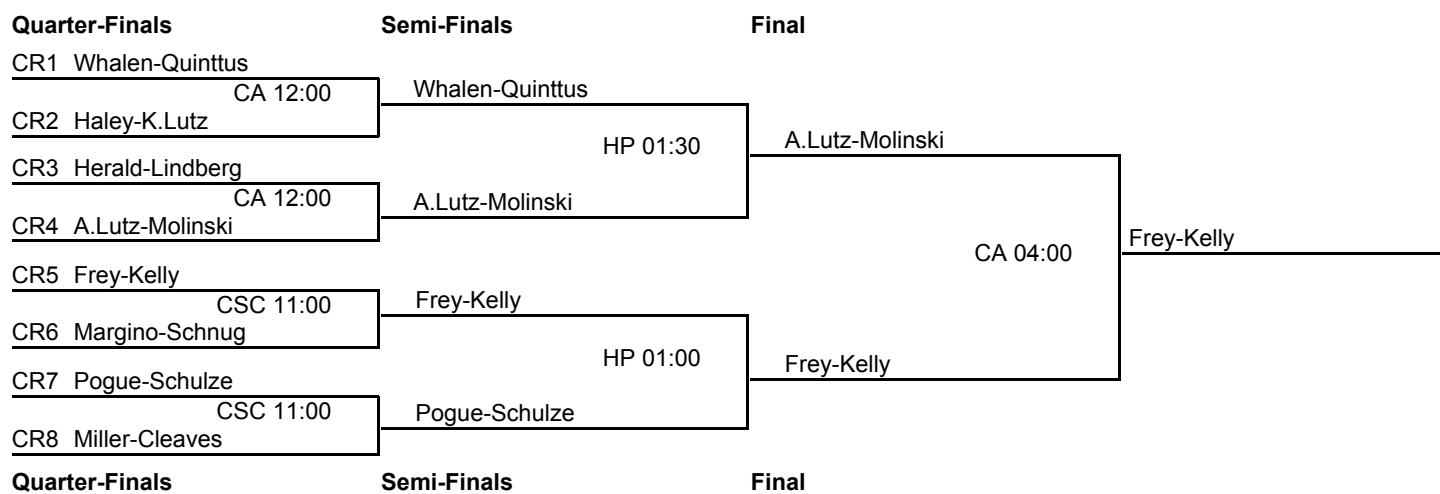 Quarter-Finals Semi-Finals Final
CR1 Whalen-Quinttus
CA 12:00 Whalen-Quinttus
CR2 Haley-K.Lutz
HP 01:30 A.Lutz-Molinski
CR3 Herald-Lindberg
CA 12:00 A.Lutz-Molinski
CR4 A.Lutz-Molinski
CA 04:00 Frey-Kelly
CR5 Frey-Kelly
CSC 11:00 Frey-Kelly
CR6 Margino-Schnug
HP 01:00 Frey-Kelly
CR7 Pogue-Schulze
CSC 11:00 Pogue-Schulze
CR8 Miller-Cleaves
Quarter-Finals Semi-Finals Final